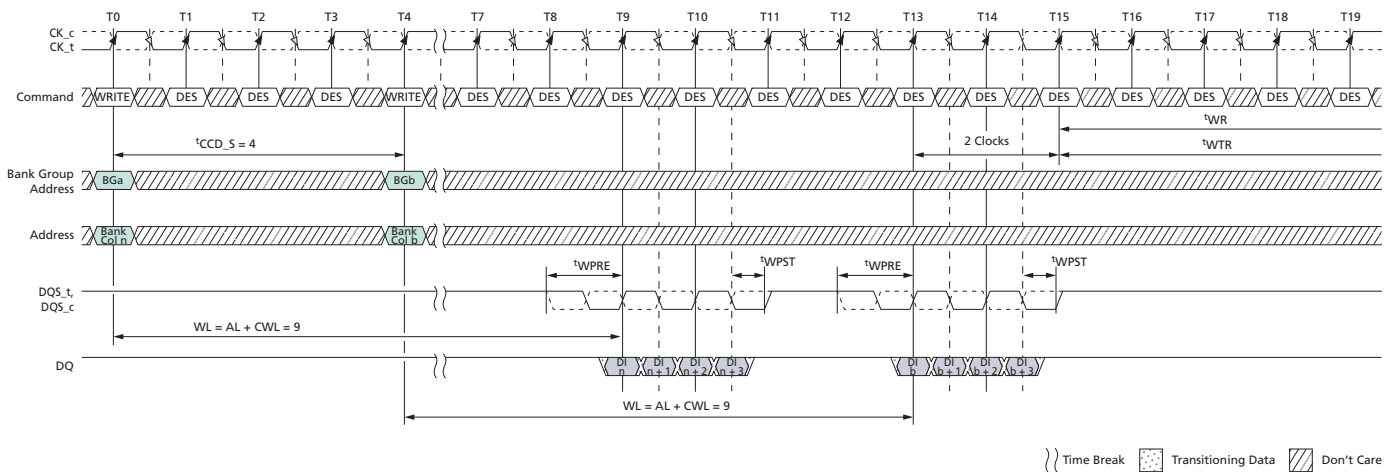 T0 T1 T2 T3 T4 T7 T8 T9 T10 T11 T12 T13 T14 T15 T16 T17 T18 T19
CK_c
CK_t
Command WRITE DES DES DES WRITE DES DES DES DES DES DES DES DES DES DES DES DES DES
tWR
tCCD_S = 4 2 Clocks
tWTR
Bank Group
Address BGa BGb
Address Bank Col n Bank Col b
tWPRE tWPST tWPRE tWPST
DQS_t,
DQS_c
WL = AL + CWL = 9
DQ DI n DI n + 1 DI n + 2 DI n + 3 DI b DI b + 1 DI b + 2 DI b + 3
WL = AL + CWL = 9
Time Break Transitioning Data Don't Care